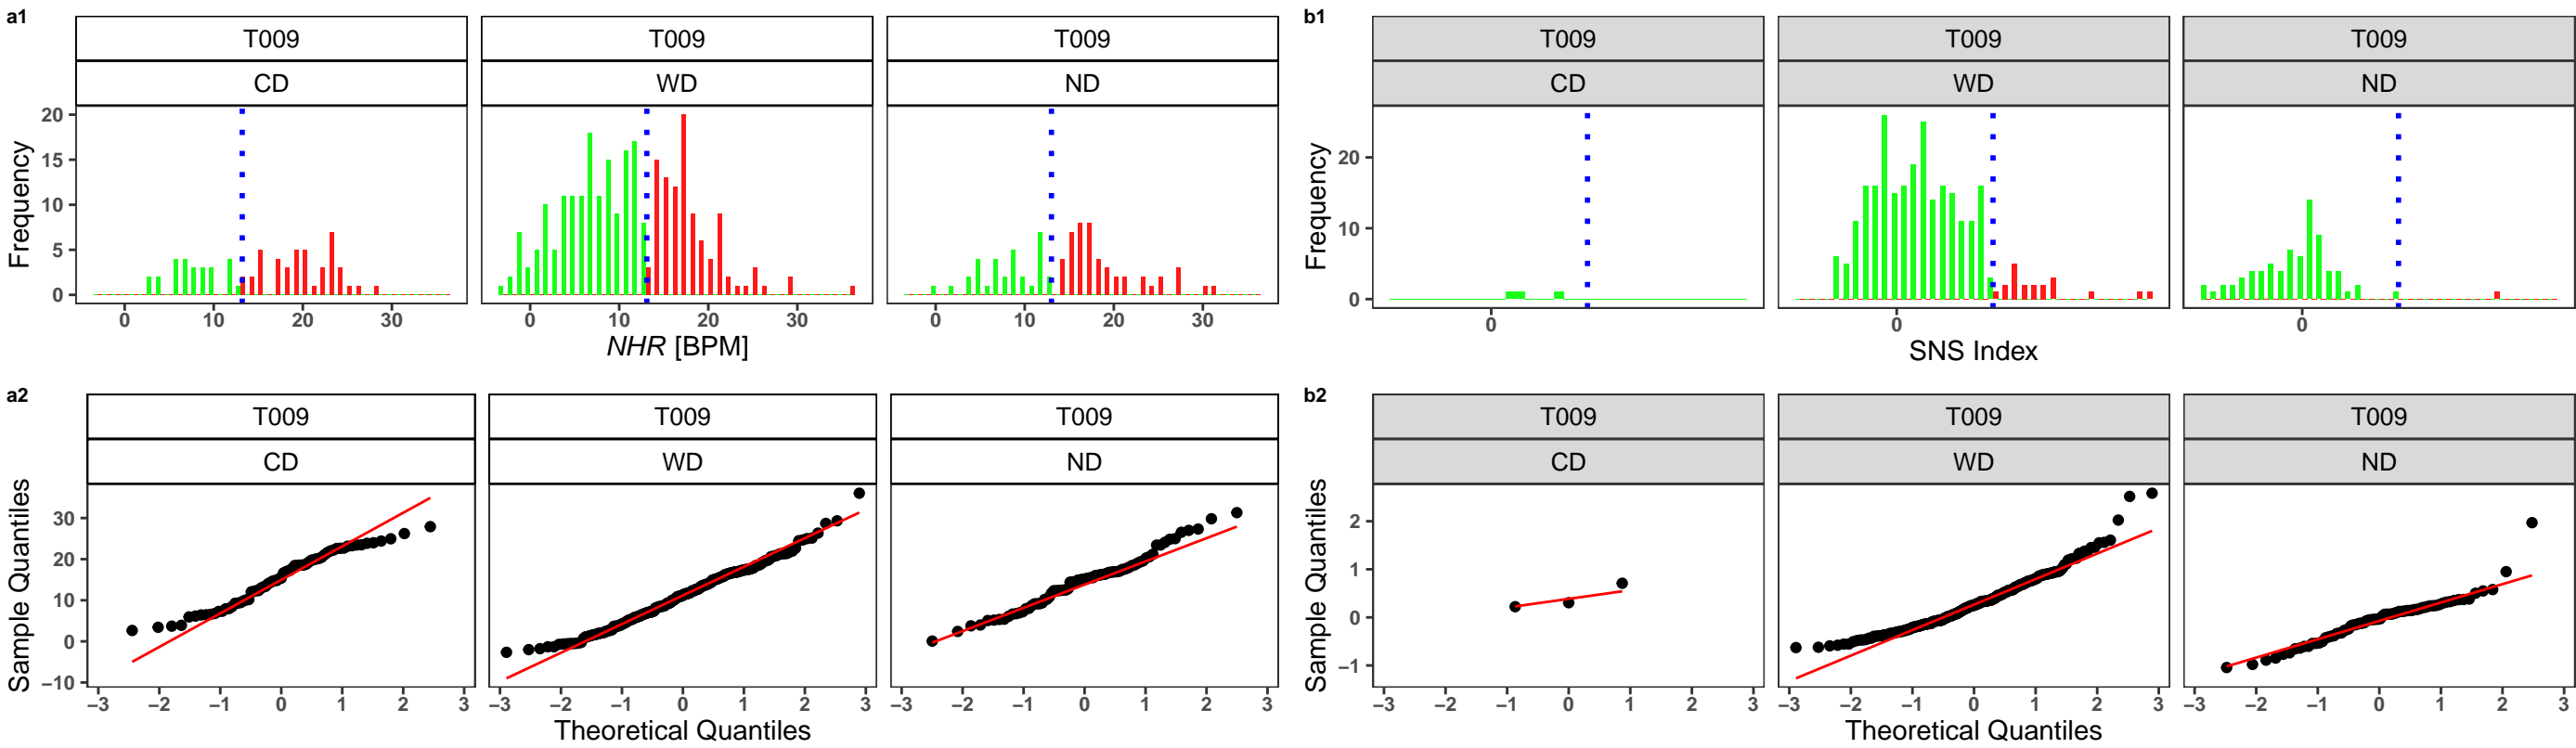 a1
T009 T009 T009
CD WD ND
Frequency
20
15
10
5
0
0 10 20 30 0 10 20 30 0 10 20 30
NHR [BPM]
b1
T009 T009 T009
CD WD ND
Frequency
20
10
0
0 0 0
SNS Index
a2
T009 T009 T009
CD WD ND
Sample Quantiles
30
20
10
0
−10
−3 −2 −1 0 1 2 3 −3 −2 −1 0 1 2 3 −3 −2 −1 0 1 2 3
Theoretical Quantiles
b2
T009 T009 T009
CD WD ND
Sample Quantiles
2
1
0
−1
−3 −2 −1 0 1 2 3 −3 −2 −1 0 1 2 3 −3 −2 −1 0 1 2 3
Theoretical Quantiles